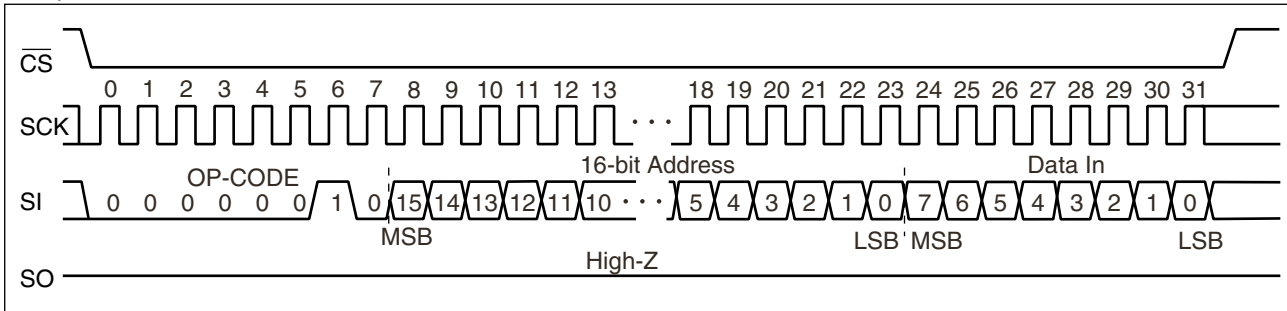 CS
0 1 2 3 4 5 6 7 8 9 10 11 12 13 18 19 20 21 22 23 24 25 26 27 28 29 30 31
SCK ···
OP-CODE 16-bit Address Data In
SI 0 0 0 0 0 0 1 0 15 14 13 12 11 10 ··· 5 4 3 2 1 0 7 6 5 4 3 2 1 0
MSB LSB MSB LSB
High-Z
SO